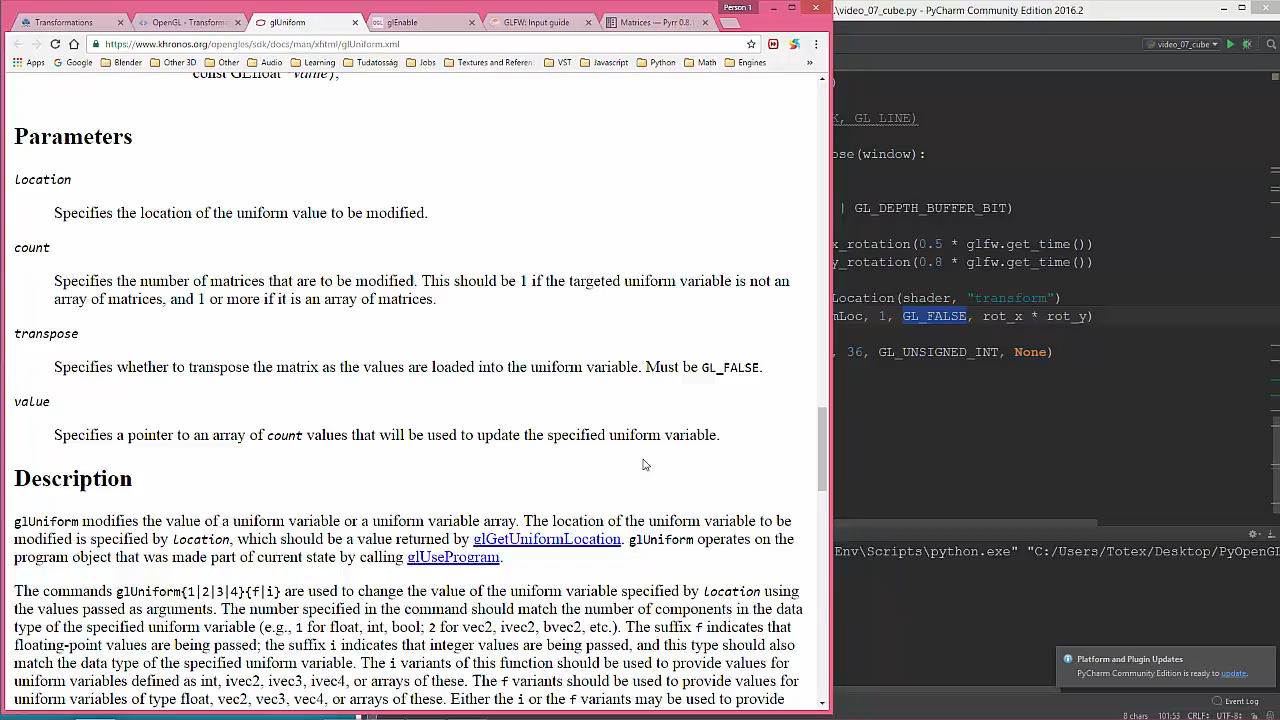 Person 1
Transformations
OpenGL - Transforma
glUniform
glEnable
GLFW: Input guide
Matrices — Pyrr 0.8.
video_07_cube.py - PyCharm Community Edition 2016.2
https://www.khronos.org/opengles/sdk/docs/man/xhtml/glUniform.xml
video_07_cube
Apps
Google
Blender
Other 3D
Other
Audio
Learning
Tudatosság
Jobs
Textures and Referen
VST
Javascript
Python
Math
Engines
»
const GLfloat *value);
Parameters
location
Specifies the location of the uniform value to be modified.
count
Specifies the number of matrices that are to be modified. This should be 1 if the targeted uniform variable is not an
array of matrices, and 1 or more if it is an array of matrices.
transpose
Specifies whether to transpose the matrix as the values are loaded into the uniform variable. Must be GL_FALSE.
value
Specifies a pointer to an array of count values that will be used to update the specified uniform variable.
Description
glUniform modifies the value of a uniform variable or a uniform variable array. The location of the uniform variable to be
modified is specified by location, which should be a value returned by glGetUniformLocation. glUniform operates on the
program object that was made part of current state by calling glUseProgram.
The commands glUniform{1|2|3|4}{f|i} are used to change the value of the uniform variable specified by location using
the values passed as arguments. The number specified in the command should match the number of components in the data
type of the specified uniform variable (e.g., 1 for float, int, bool; 2 for vec2, ivec2, bvec2, etc.). The suffix f indicates that
floating-point values are being passed; the suffix i indicates that integer values are being passed, and this type should also
match the data type of the specified uniform variable. The i variants of this function should be used to provide values for
uniform variables defined as int, ivec2, ivec3, ivec4, or arrays of these. The f variants should be used to provide values for
uniform variables of type float, vec2, vec3, vec4, or arrays of these. Either the i or the f variants may be used to provide
)
, GL_LINE)
ose(window):
| GL_DEPTH_BUFFER_BIT)
x_rotation(0.5 * glfw.get_time())
y_rotation(0.8 * glfw.get_time())
Location(shader, "transform")
mLoc, 1, GL_FALSE, rot_x * rot_y)
, 36, GL_UNSIGNED_INT, None)
Env\Scripts\python.exe" "C:/Users/Totex/Desktop/PyOpenGL
Platform and Plugin Updates
PyCharm Community Edition is ready to update.
Event Log
8 chars
101:53
CRLF÷
UTF-8÷